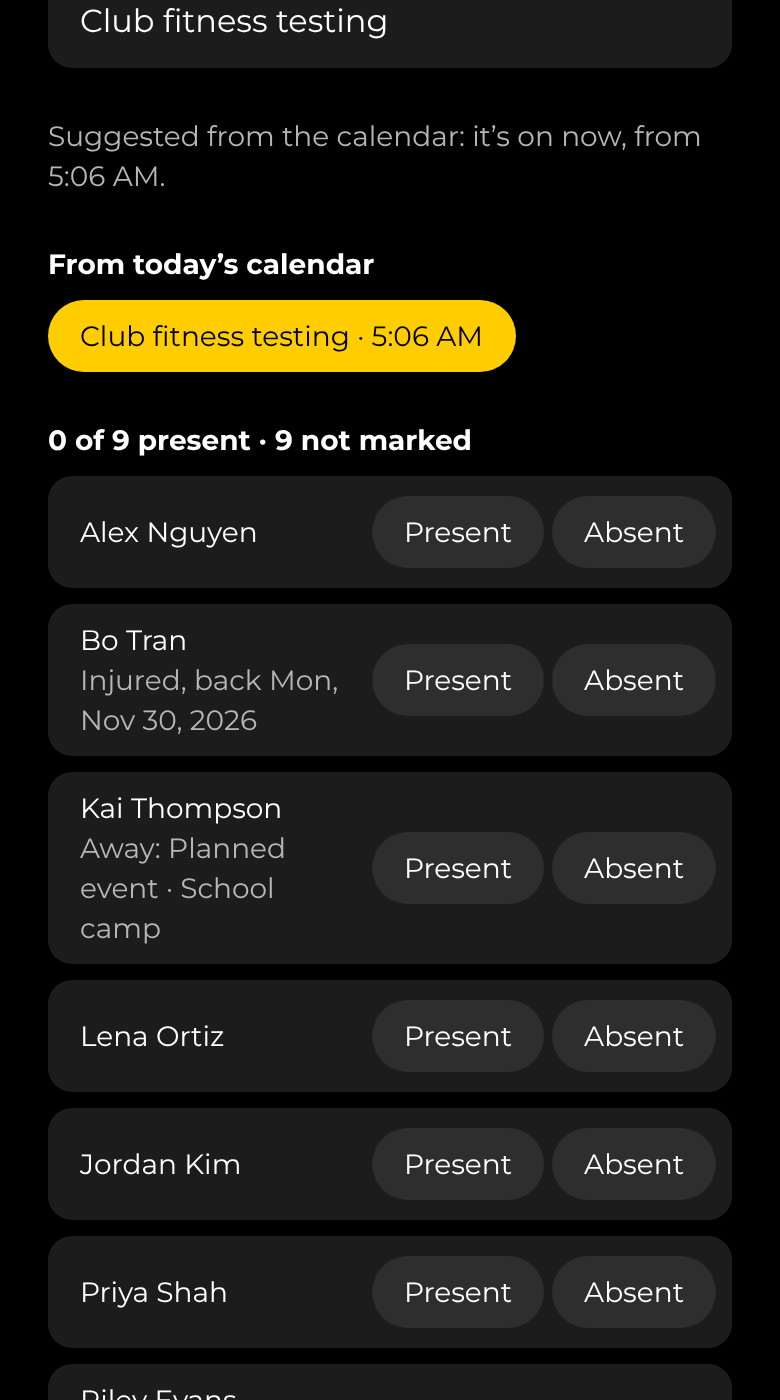 Club fitness testing
Suggested from the calendar: it’s on now, from
5:06 AM.
From today’s calendar
Club fitness testing · 5:06 AM
0 of 9 present · 9 not marked
Alex Nguyen
Present
Absent
Bo Tran
Injured, back Mon,
Nov 30, 2026
Present
Absent
Kai Thompson
Away: Planned
event · School
camp
Present
Absent
Lena Ortiz
Present
Absent
Jordan Kim
Present
Absent
Priya Shah
Present
Absent
Riley Evans